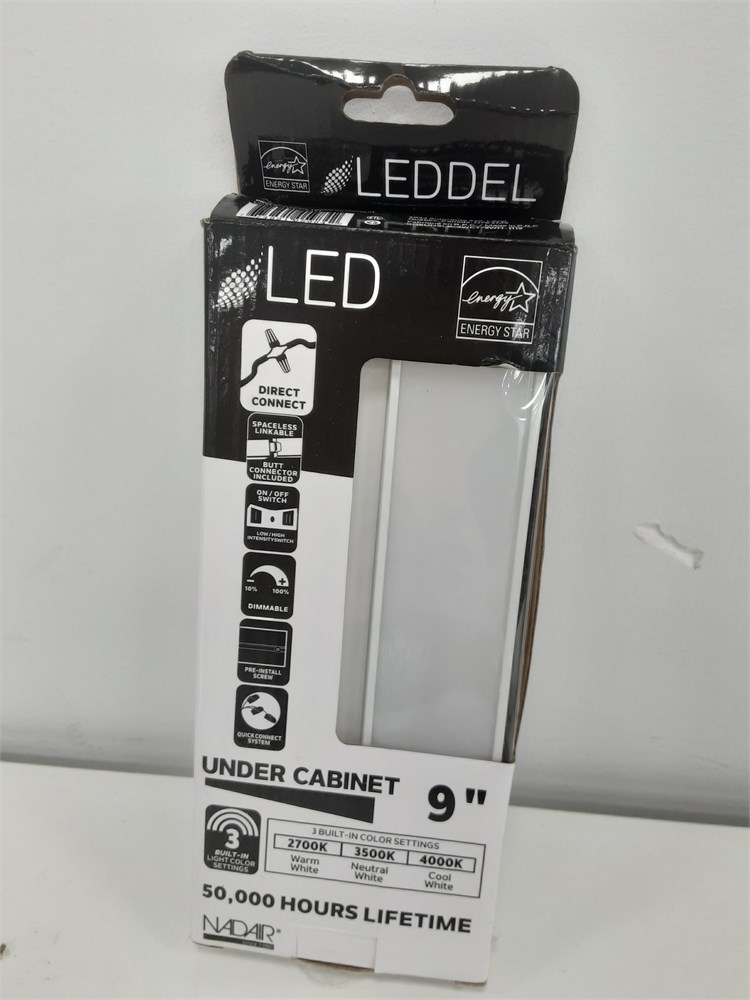 energy
ENERGY STAR
LEDDEL
LED
energy
ENERGY STAR
DIRECT
CONNECT
SPACELESS
LINKABLE
BUTT
CONNECTOR
INCLUDED
ON / OFF
SWITCH
LOW / HIGH
INTENSITY SWITCH
- +
10% 100%
DIMMABLE
PRE-INSTALL
SCREW
QUICK CONNECT
SYSTEM
UNDER CABINET
9"
3
BUILT-IN
LIGHT COLOR
SETTINGS
3 BUILT-IN COLOR SETTINGS
2700K 3500K 4000K
Warm White Neutral White Cool White
50,000 HOURS LIFETIME
NADAIR